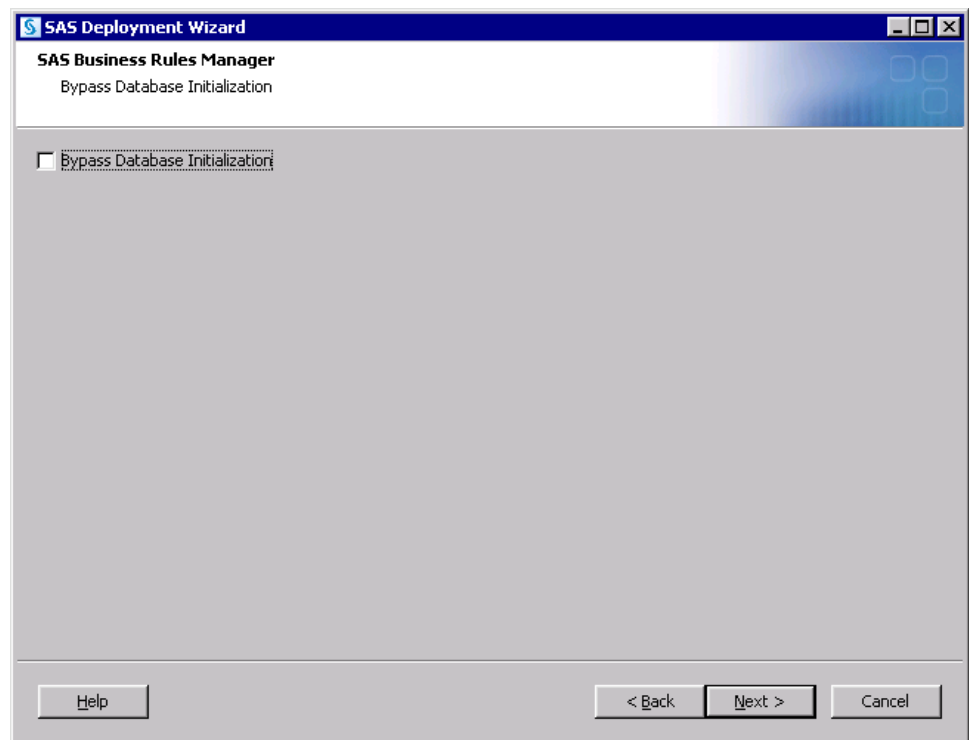 SAS Deployment Wizard
SAS Business Rules Manager
Bypass Database Initialization
Bypass Database Initialization
Help
< Back
Next >
Cancel